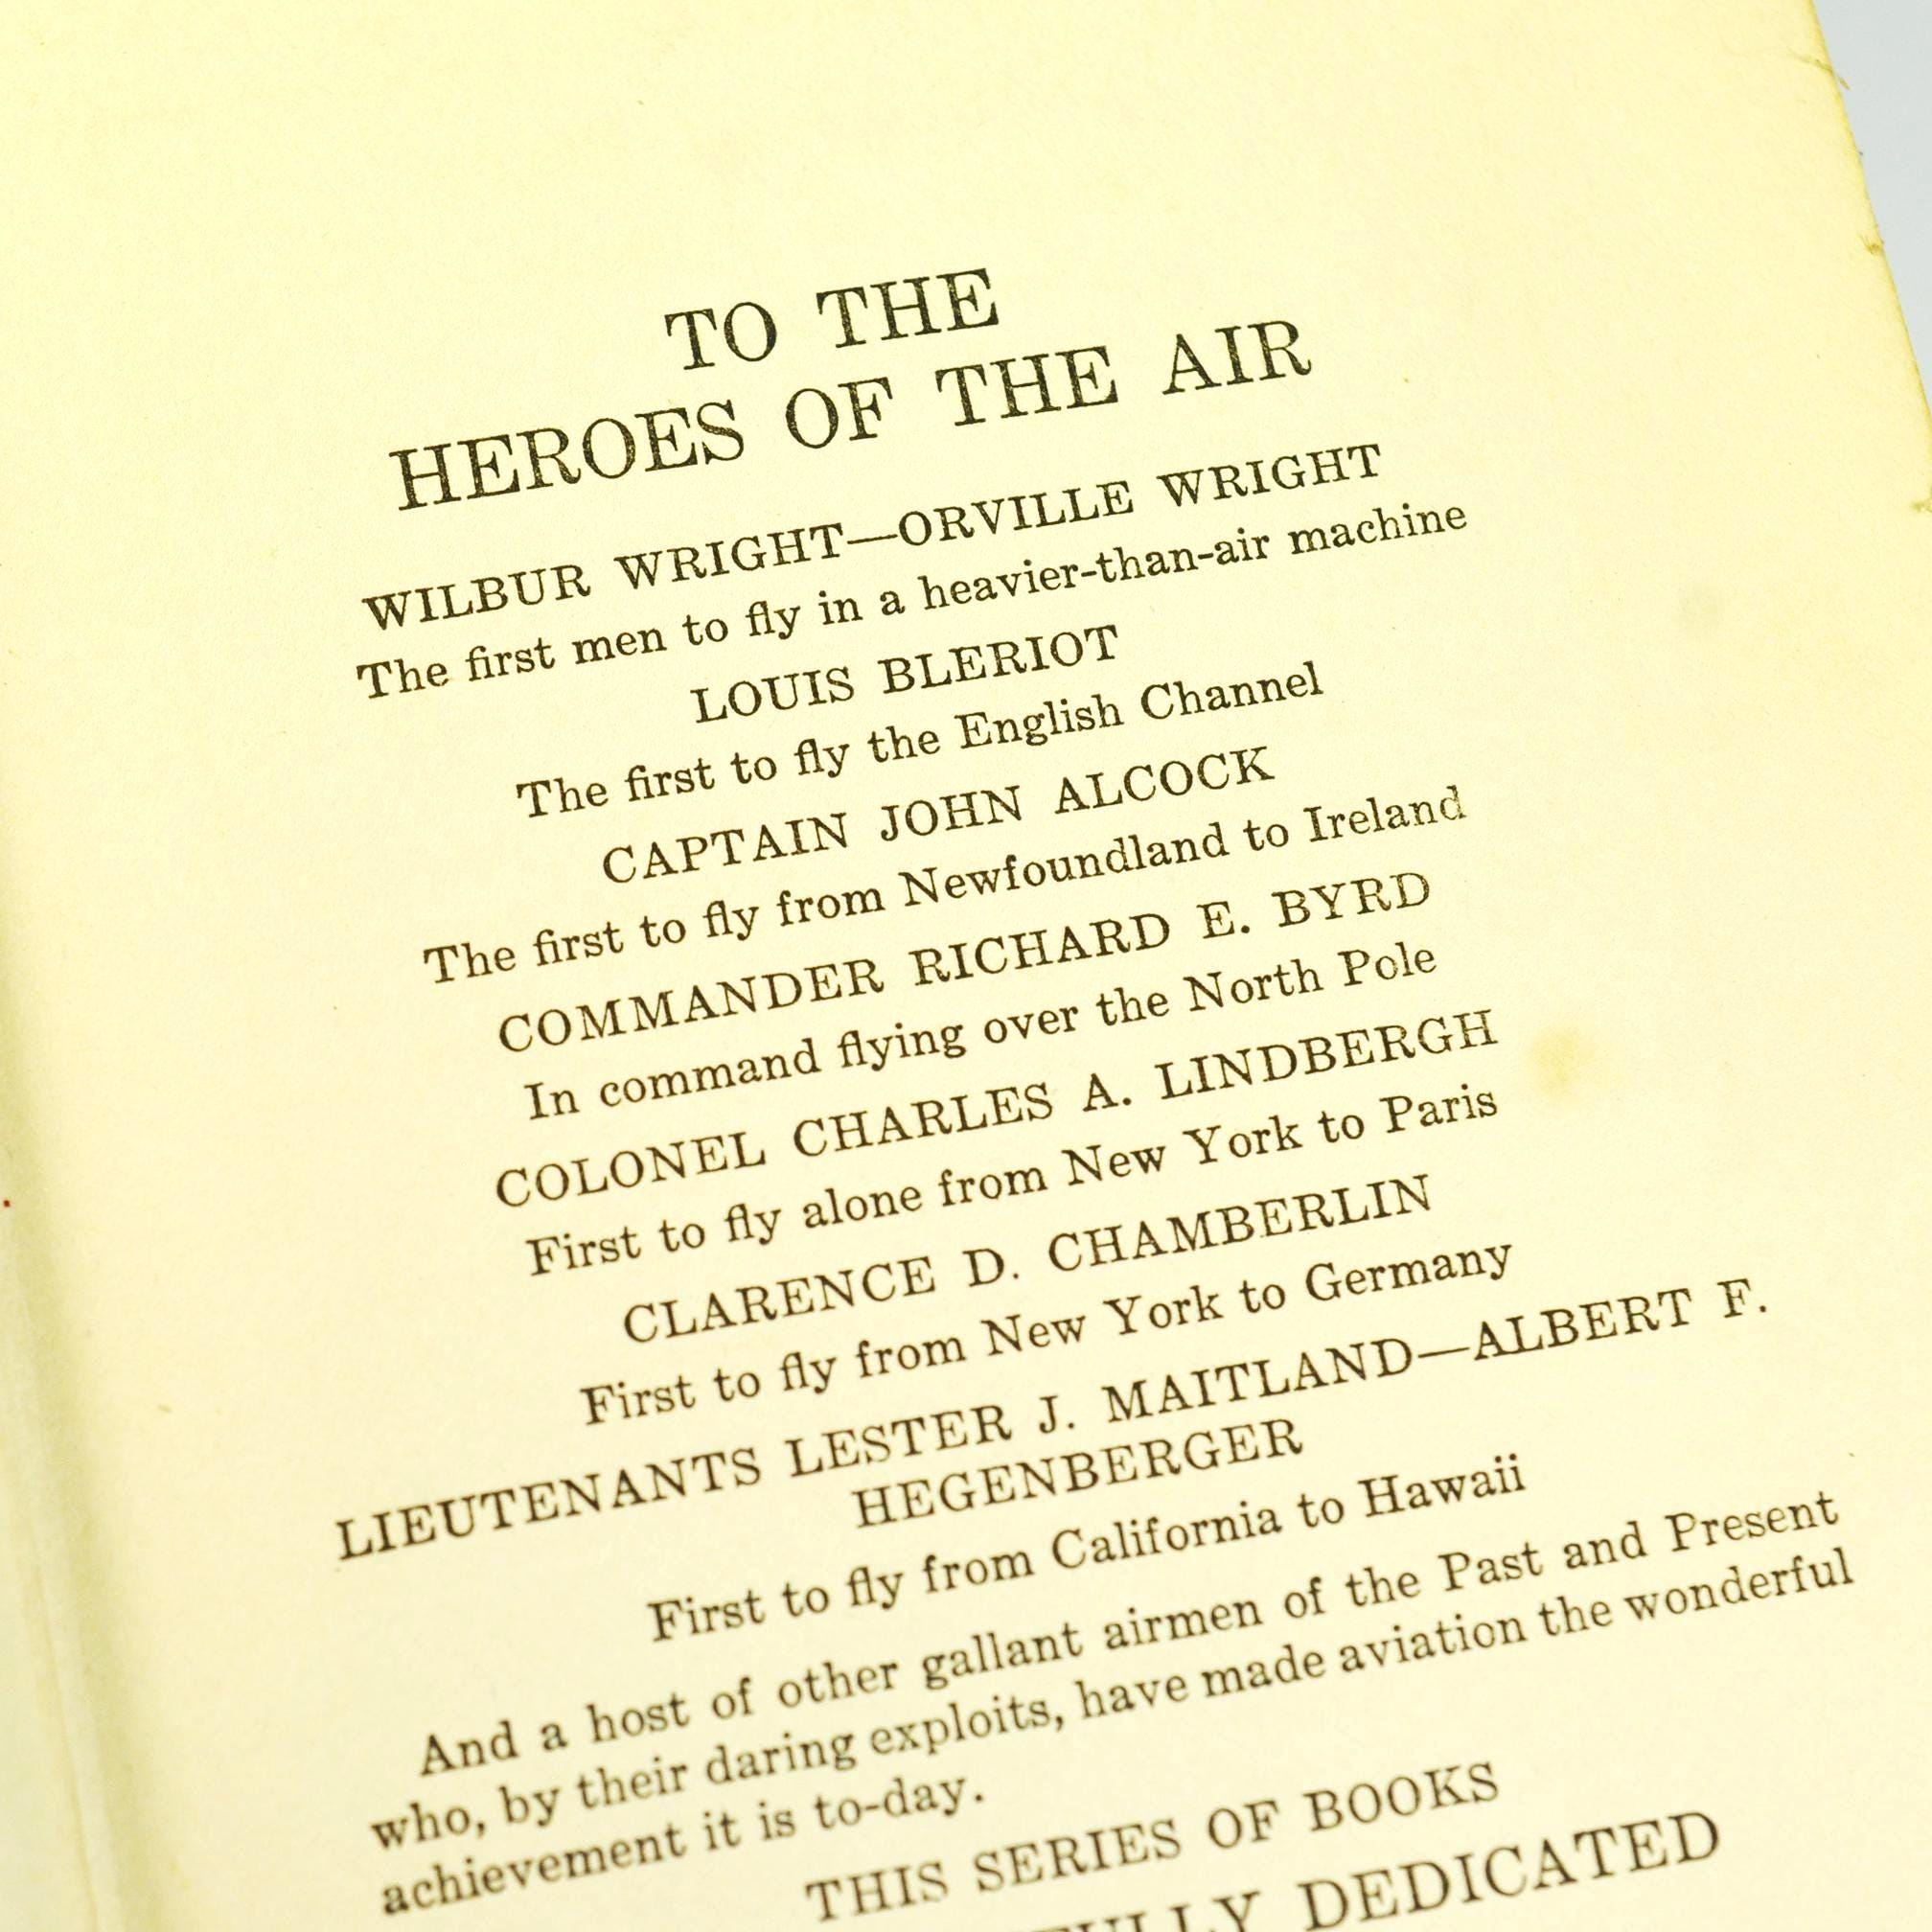 TO THE
HEROES OF THE AIR
WILBUR WRIGHT—ORVILLE WRIGHT
The first men to fly in a heavier-than-air machine
LOUIS BLERIOT
The first to fly the English Channel
CAPTAIN JOHN ALCOCK
The first to fly from Newfoundland to Ireland
COMMANDER RICHARD E. BYRD
In command flying over the North Pole
COLONEL CHARLES A. LINDBERGH
First to fly alone from New York to Paris
CLARENCE D. CHAMBERLIN
First to fly from New York to Germany
LIEUTENANTS LESTER J. MAITLAND—ALBERT F.
HEGENBERGER
First to fly from California to Hawaii
And a host of other gallant airmen of the Past and Present
who, by their daring exploits, have made aviation the wonderful
achievement it is to-day.
THIS SERIES OF BOOKS
DEDICATED